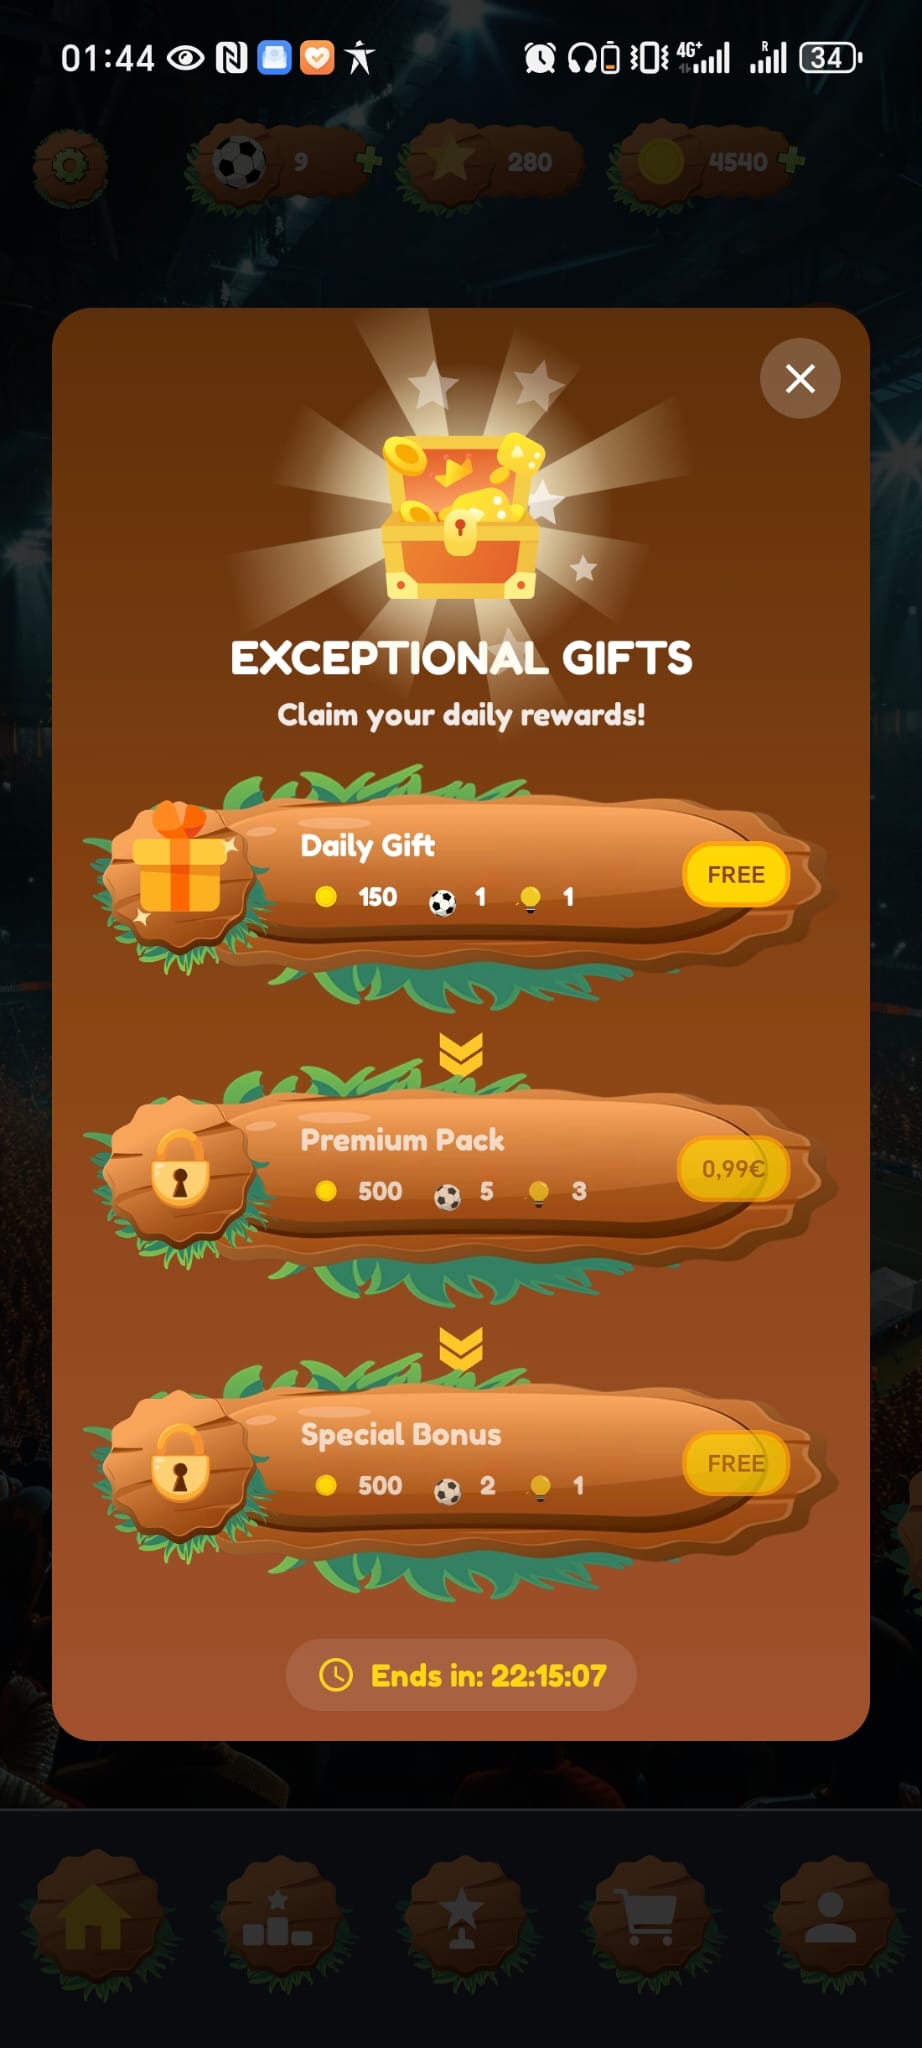 01:44 4G+ R 34
9 280 4540
EXCEPTIONAL GIFTS
Claim your daily rewards!
Daily Gift
150 1 1
FREE
Premium Pack
500 5 3
0,99€
Special Bonus
500 2 1
FREE
Ends in: 22:15:07